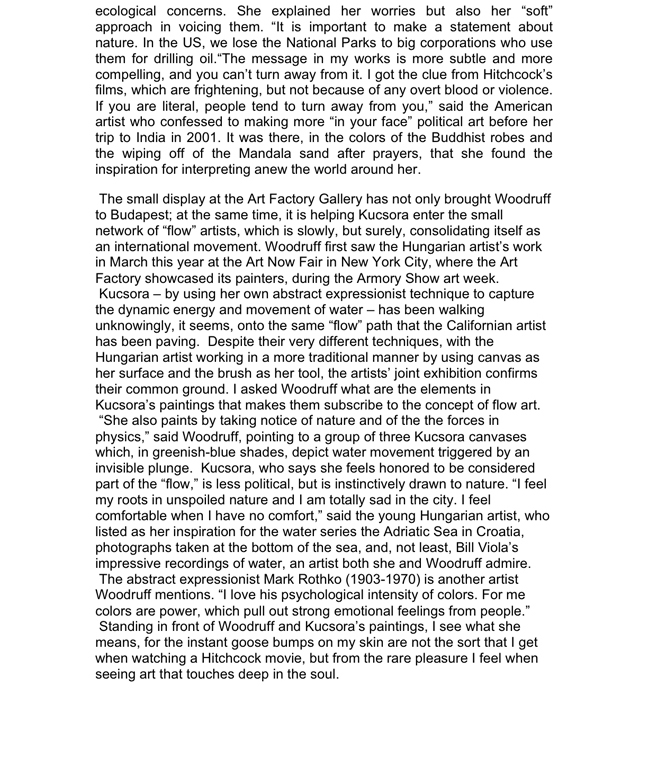 ecological concerns. She explained her worries but also her “soft”
approach in voicing them. “It is important to make a statement about
nature. In the US, we lose the National Parks to big corporations who use
them for drilling oil.“The message in my works is more subtle and more
compelling, and you can’t turn away from it. I got the clue from Hitchcock’s
films, which are frightening, but not because of any overt blood or violence.
If you are literal, people tend to turn away from you,” said the American
artist who confessed to making more “in your face” political art before her
trip to India in 2001. It was there, in the colors of the Buddhist robes and
the wiping off of the Mandala sand after prayers, that she found the
inspiration for interpreting anew the world around her.
The small display at the Art Factory Gallery has not only brought Woodruff
to Budapest; at the same time, it is helping Kucsora enter the small
network of “flow” artists, which is slowly, but surely, consolidating itself as
an international movement. Woodruff first saw the Hungarian artist’s work
in March this year at the Art Now Fair in New York City, where the Art
Factory showcased its painters, during the Armory Show art week.
Kucsora – by using her own abstract expressionist technique to capture
the dynamic energy and movement of water – has been walking
unknowingly, it seems, onto the same “flow” path that the Californian artist
has been paving.  Despite their very different techniques, with the
Hungarian artist working in a more traditional manner by using canvas as
her surface and the brush as her tool, the artists’ joint exhibition confirms
their common ground. I asked Woodruff what are the elements in
Kucsora’s paintings that makes them subscribe to the concept of flow art.
“She also paints by taking notice of nature and of the the forces in
physics,” said Woodruff, pointing to a group of three Kucsora canvases
which, in greenish-blue shades, depict water movement triggered by an
invisible plunge.  Kucsora, who says she feels honored to be considered
part of the “flow,” is less political, but is instinctively drawn to nature. “I feel
my roots in unspoiled nature and I am totally sad in the city. I feel
comfortable when I have no comfort,” said the young Hungarian artist, who
listed as her inspiration for the water series the Adriatic Sea in Croatia,
photographs taken at the bottom of the sea, and, not least, Bill Viola’s
impressive recordings of water, an artist both she and Woodruff admire.
The abstract expressionist Mark Rothko (1903-1970) is another artist
Woodruff mentions. “I love his psychological intensity of colors. For me
colors are power, which pull out strong emotional feelings from people.”
Standing in front of Woodruff and Kucsora’s paintings, I see what she
means, for the instant goose bumps on my skin are not the sort that I get
when watching a Hitchcock movie, but from the rare pleasure I feel when
seeing art that touches deep in the soul.